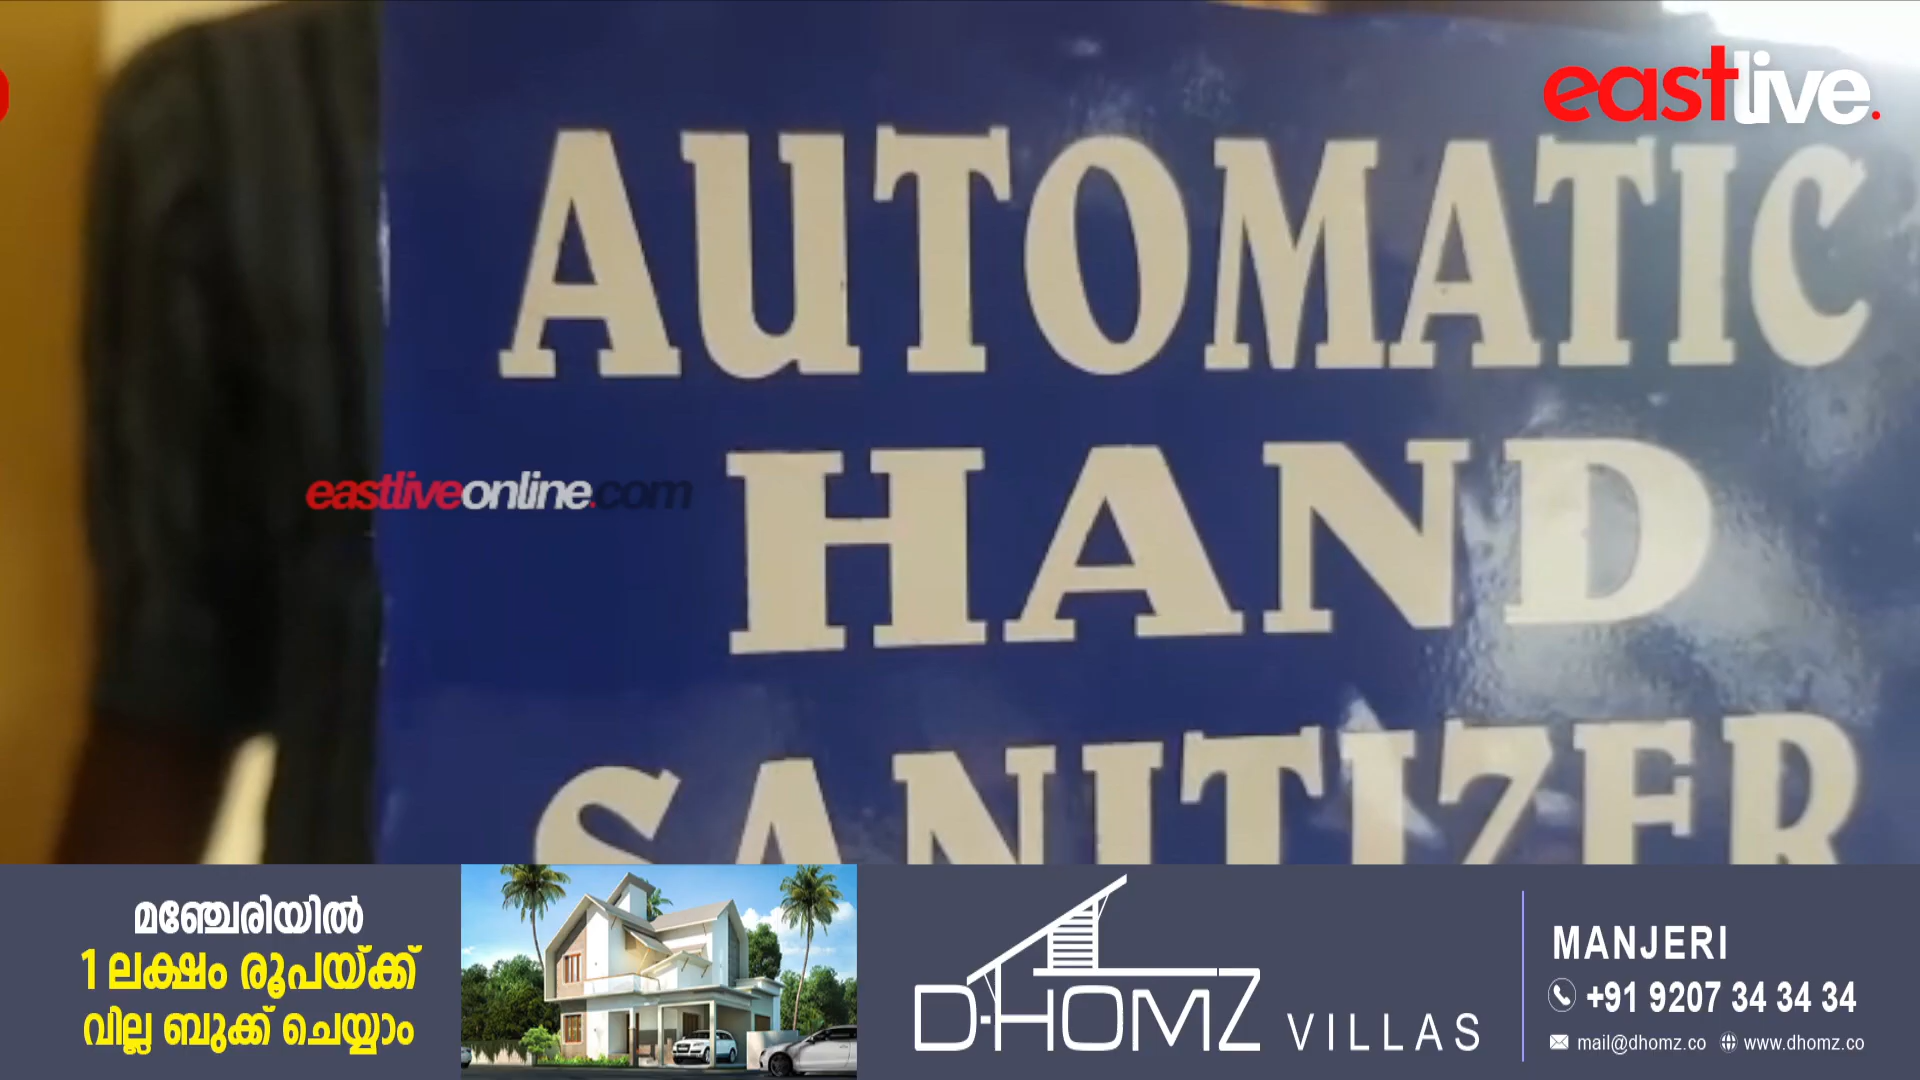 eastlive.
AUTOMATIC
HAND
eastliveonline.com
SANITIZER
മഞ്ചേരിയിൽ
1 ലക്ഷം രൂപയ്ക്ക്
വില്ല ബുക്ക് ചെയ്യാം
D-HOMZ VILLAS
MANJERI
+91 9207 34 34 34
mail@dhomz.co www.dhomz.co